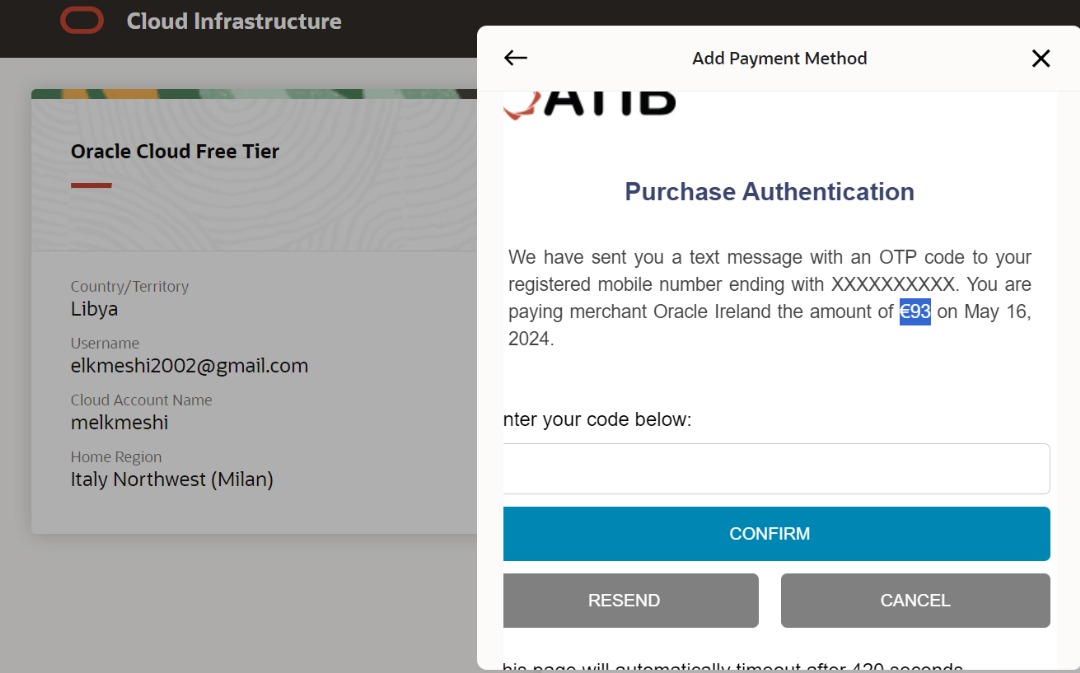 Cloud Infrastructure
Add Payment Method
ATIB
Oracle Cloud Free Tier
Country/Territory
Libya
Username
elkmeshi2002@gmail.com
Cloud Account Name
melkmeshi
Home Region
Italy Northwest (Milan)
Purchase Authentication
We have sent you a text message with an OTP code to your
registered mobile number ending with XXXXXXXXXX. You are
paying merchant Oracle Ireland the amount of €93 on May 16,
2024.
nter your code below:
CONFIRM
RESEND
CANCEL
his page will automatically timeout after 420 seconds